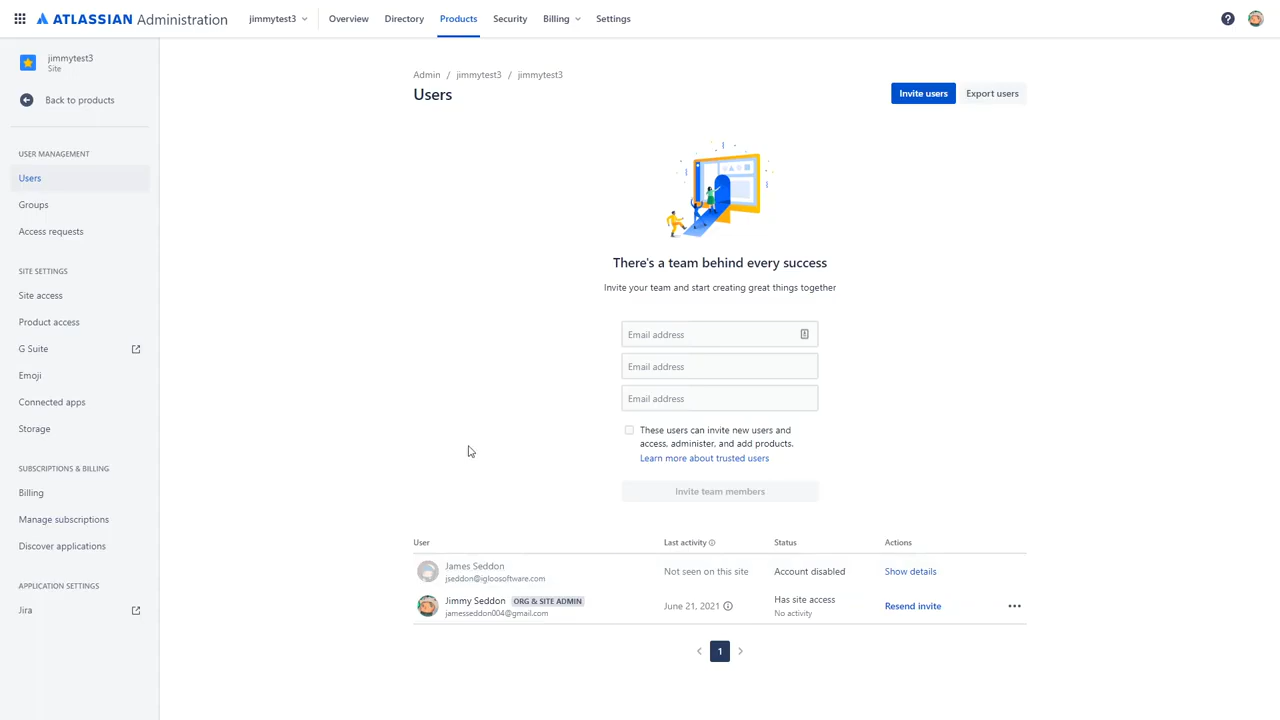 ATLASSIAN Administration
jimmytest3
Overview
Directory
Products
Security
Billing
Settings
jimmytest3
Site
Back to products
USER MANAGEMENT
Users
Groups
Access requests
SITE SETTINGS
Site access
Product access
G Suite
Emoji
Connected apps
Storage
SUBSCRIPTIONS & BILLING
Billing
Manage subscriptions
Discover applications
APPLICATION SETTINGS
Jira
Admin / jimmytest3 / jimmytest3
Users
Invite users
Export users
There's a team behind every success
Invite your team and start creating great things together
Email address
Email address
Email address
These users can invite new users and
access, administer, and add products.
Learn more about trusted users
Invite team members
User Last activity Status Actions
James Seddon
jseddon@igloosoftware.com
Not seen on this site
Account disabled
Show details
Jimmy Seddon ORG & SITE ADMIN
jamesseddon004@gmail.com
June 21, 2021
Has site access
No activity
Resend invite
1